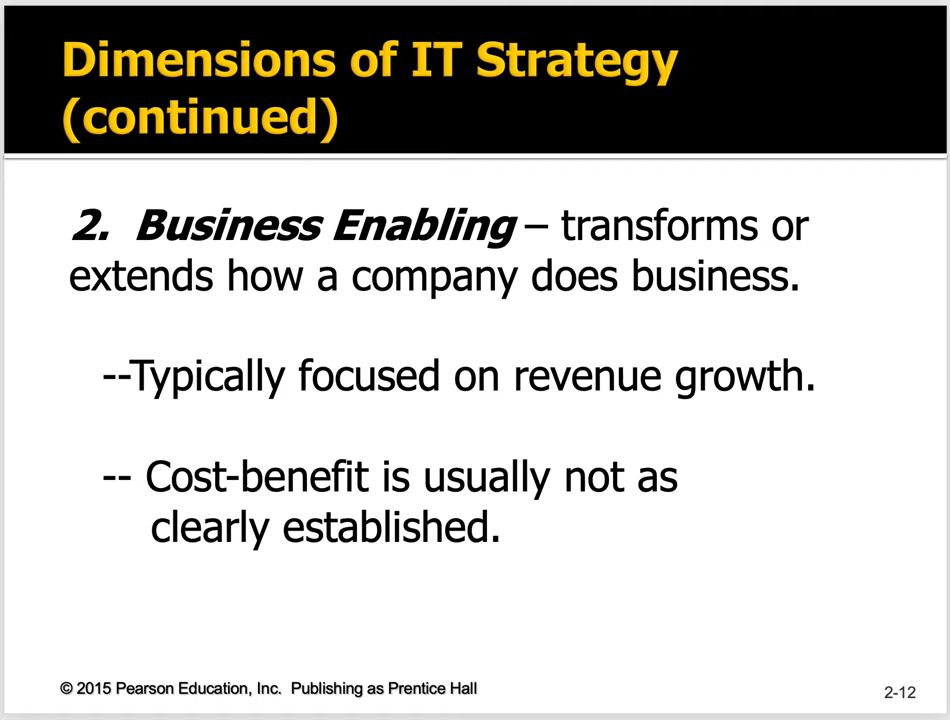 Dimensions of IT Strategy
(continued)
2. Business Enabling – transforms or
extends how a company does business.
--Typically focused on revenue growth.
-- Cost-benefit is usually not as
clearly established.
© 2015 Pearson Education, Inc. Publishing as Prentice Hall
2-12